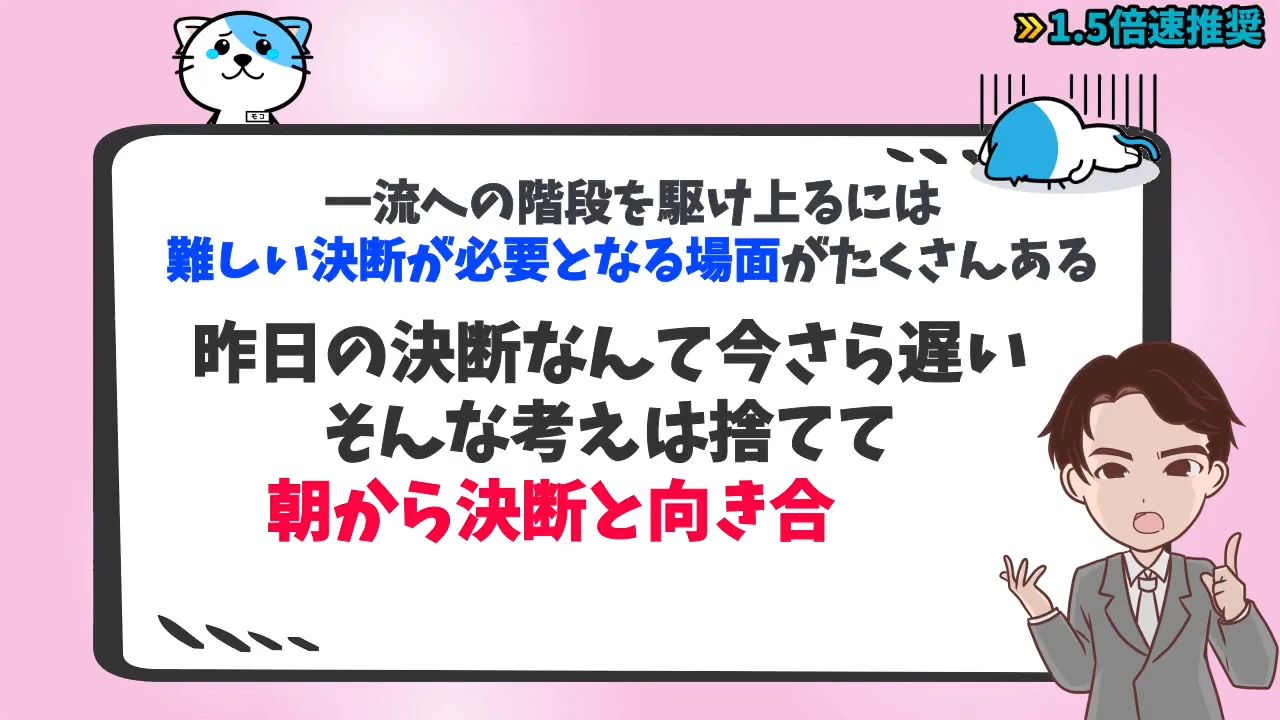 1.5倍速推奨
モコ
一流への階段を駆け上るには
難しい決断が必要となる場面がたくさんある
昨日の決断なんて今さら遅い
そんな考えは捨てて
朝から決断と向き合